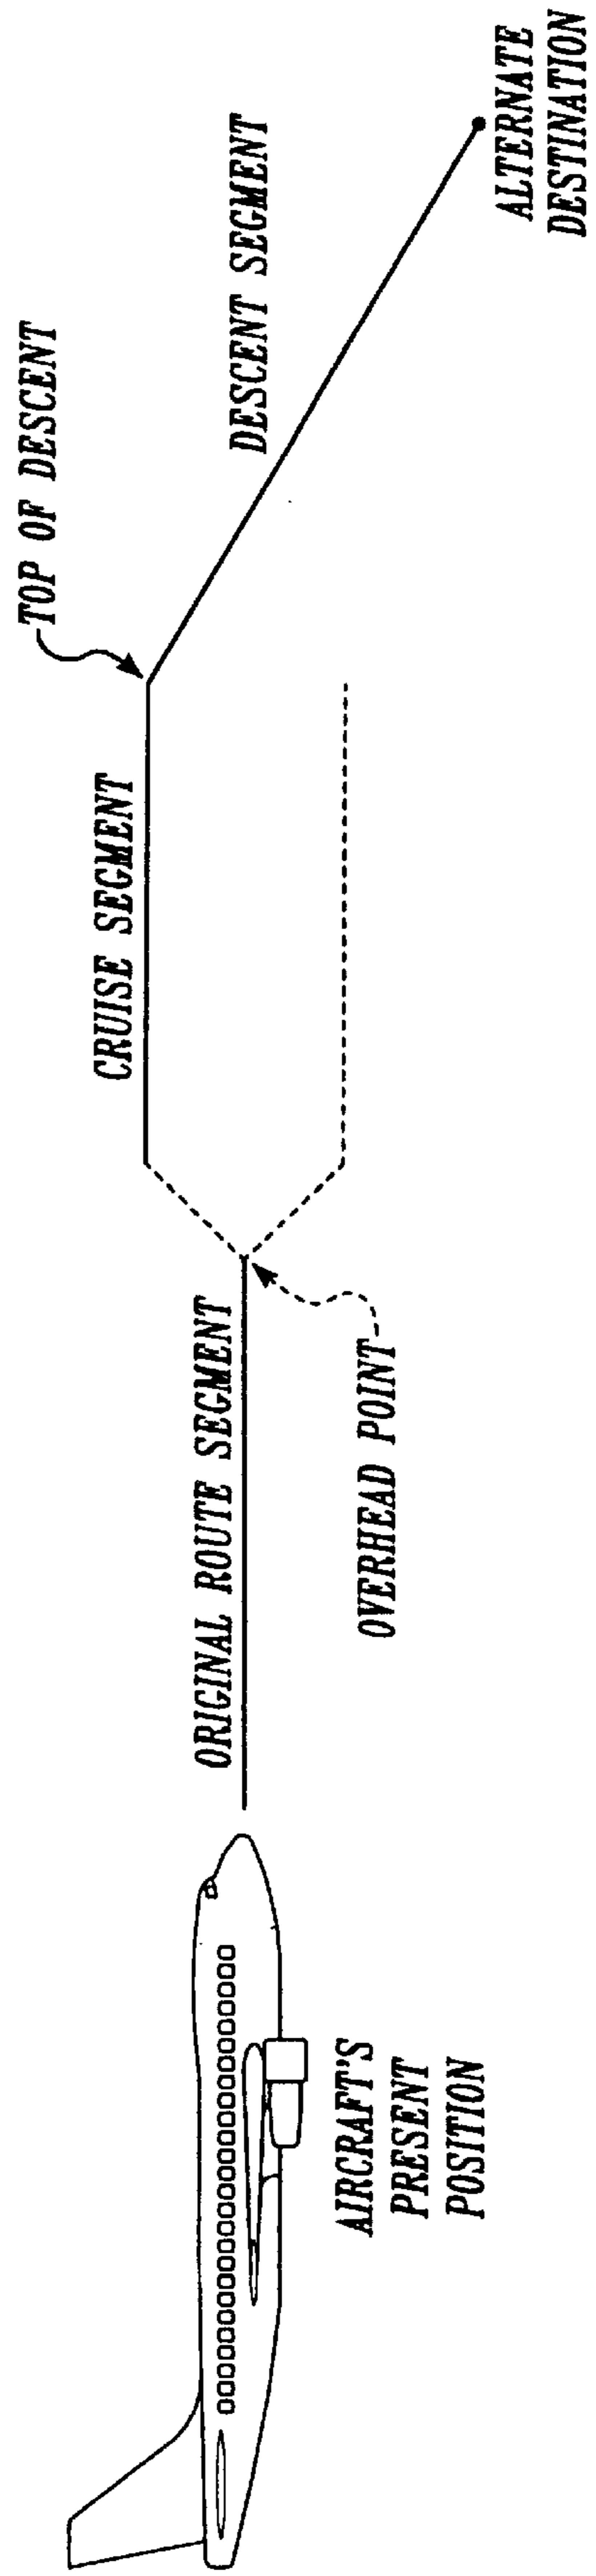 TOP OF DESCENT
CRUISE SEGMENT
DESCENT SEGMENT
ORIGINAL ROUTE SEGMENT
OVERHEAD POINT
AIRCRAFT'S
PRESENT
POSITION
ALTERNATE
DESTINATION